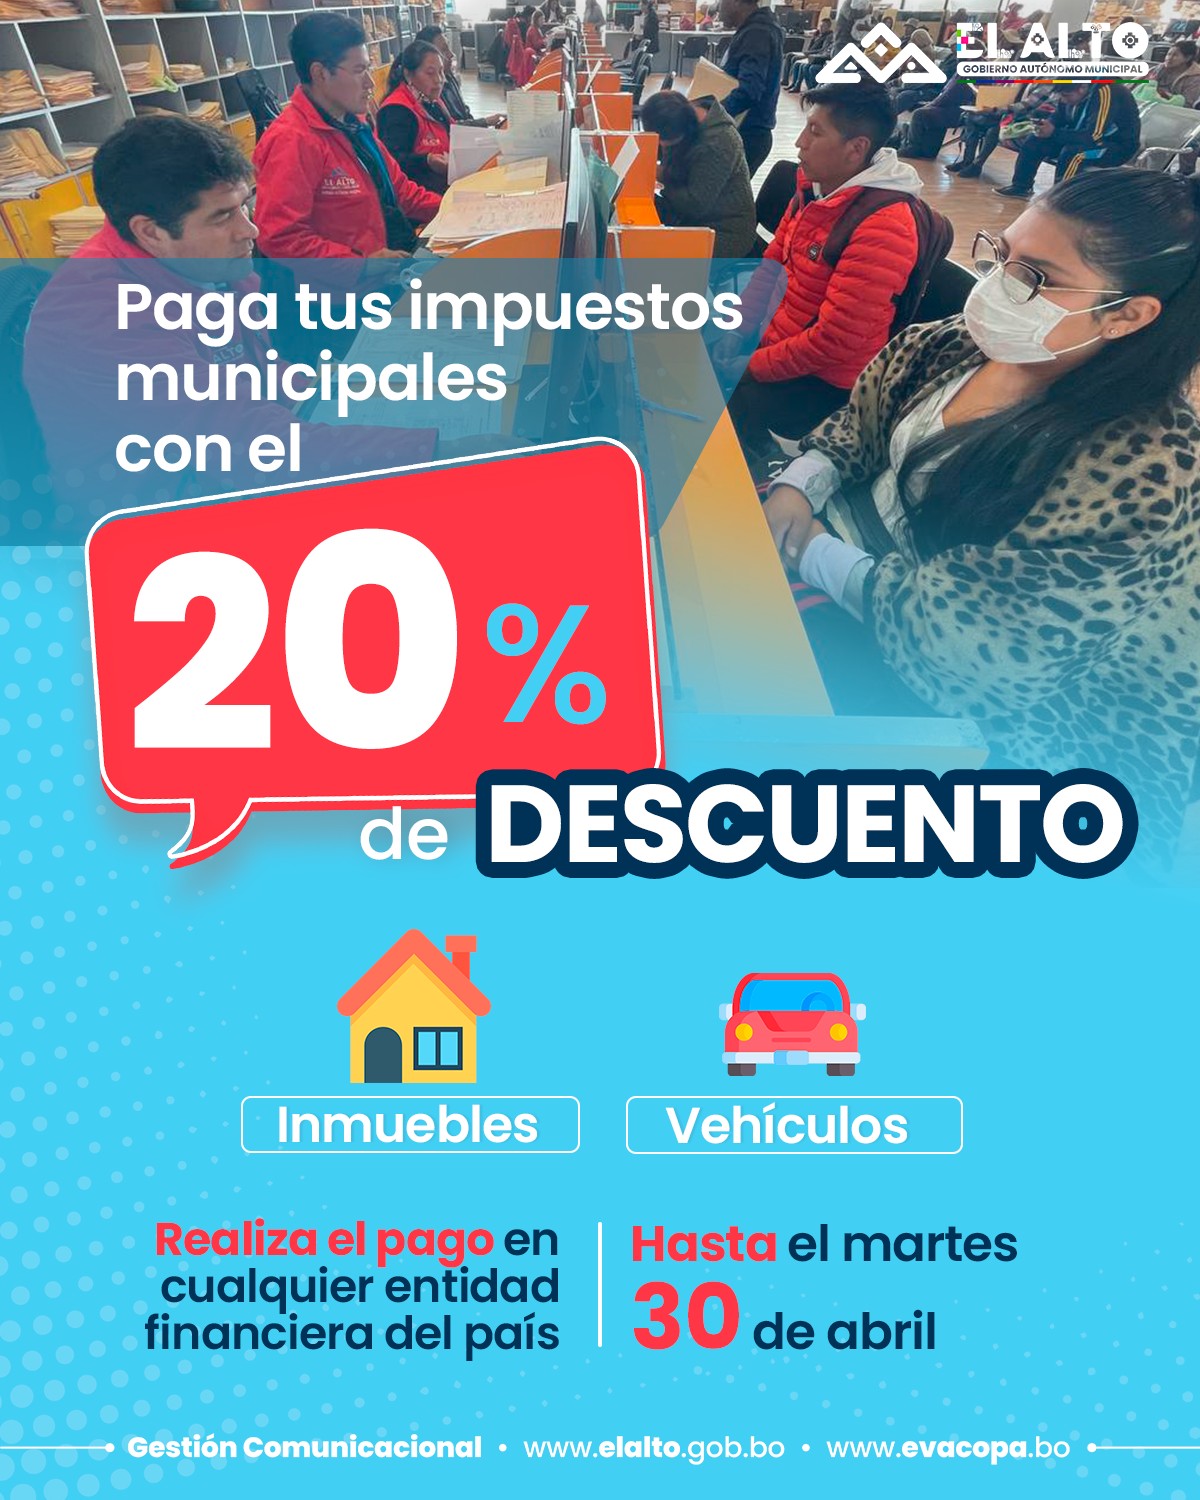 EL ALTO
GOBIERNO AUTÓNOMO MUNICIPAL
EL ALTO
Paga tus impuestos
municipales
con el
20%
de DESCUENTO
Inmuebles
Vehículos
Realiza el pago en
cualquier entidad
financiera del país
Hasta el martes
30 de abril
Gestión Comunicacional • www.elalto.gob.bo • www.evacopa.bo